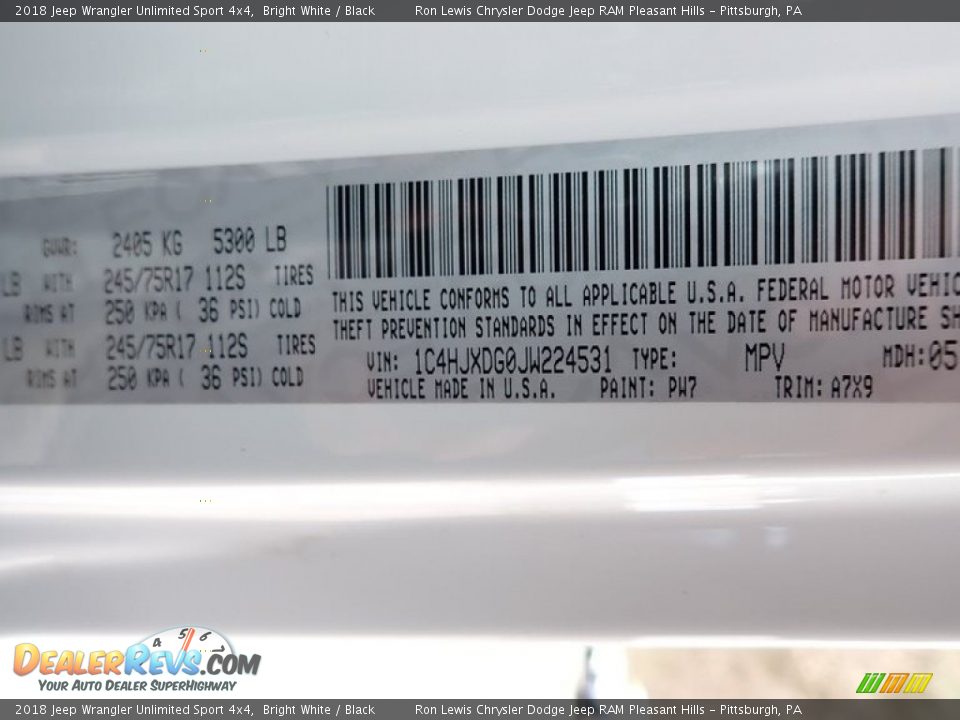 2018 Jeep Wrangler Unlimited Sport 4x4, Bright White / Black Ron Lewis Chrysler Dodge Jeep RAM Pleasant Hills - Pittsburgh, PA
GVWR: 2405 KG 5300 LB
LB WITH 245/75R17 112S TIRES
RIMS AT 250 KPA ( 36 PSI) COLD
LB WITH 245/75R17 112S TIRES
RIMS AT 250 KPA ( 36 PSI) COLD
THIS VEHICLE CONFORMS TO ALL APPLICABLE U.S.A. FEDERAL MOTOR VEHIC
THEFT PREVENTION STANDARDS IN EFFECT ON THE DATE OF MANUFACTURE SH
VIN: 1C4HJXDG0JW224531 TYPE: MPV MDH: 05
VEHICLE MADE IN U.S.A. PAINT: PW7 TRIM: A7X9
4 5 6
DEALERREVS.COM
YOUR AUTO DEALER SUPERHIGHWAY
2018 Jeep Wrangler Unlimited Sport 4x4, Bright White / Black Ron Lewis Chrysler Dodge Jeep RAM Pleasant Hills - Pittsburgh, PA